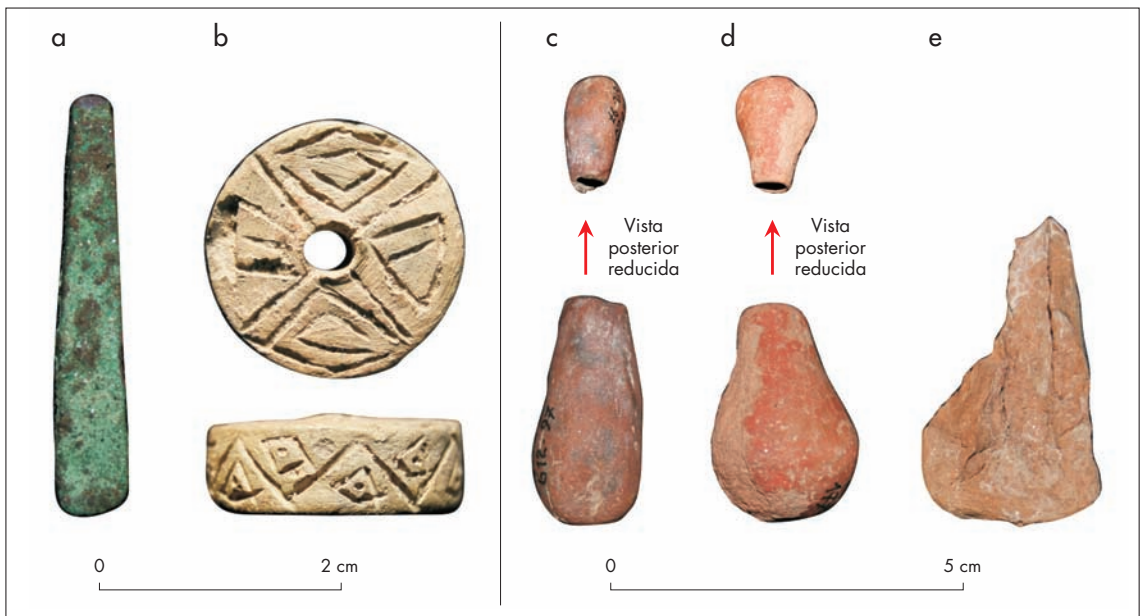 a
b
c
d
e
Vista
posterior
reducida
Vista
posterior
reducida
0
2 cm
0
5 cm